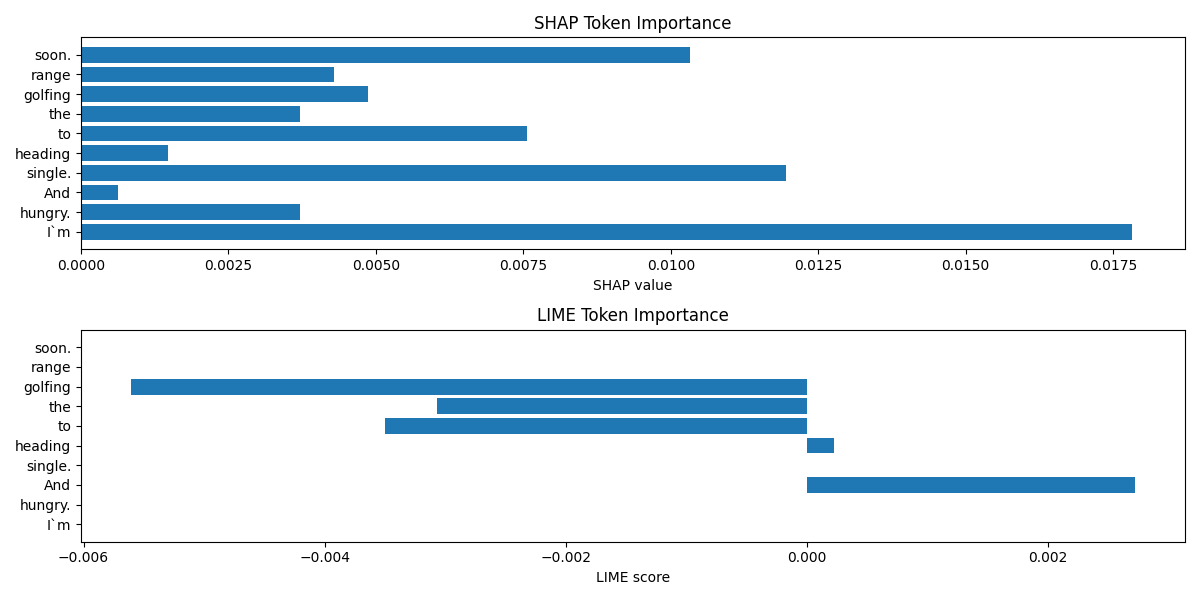 SHAP Token Importance
soon.
range
golfing
the
to
heading
single.
And
hungry.
I`m
0.0000 0.0025 0.0050 0.0075 0.0100 0.0125 0.0150 0.0175
SHAP value
LIME Token Importance
soon.
range
golfing
the
to
heading
single.
And
hungry.
I`m
−0.006 −0.004 −0.002 0.000 0.002
LIME score